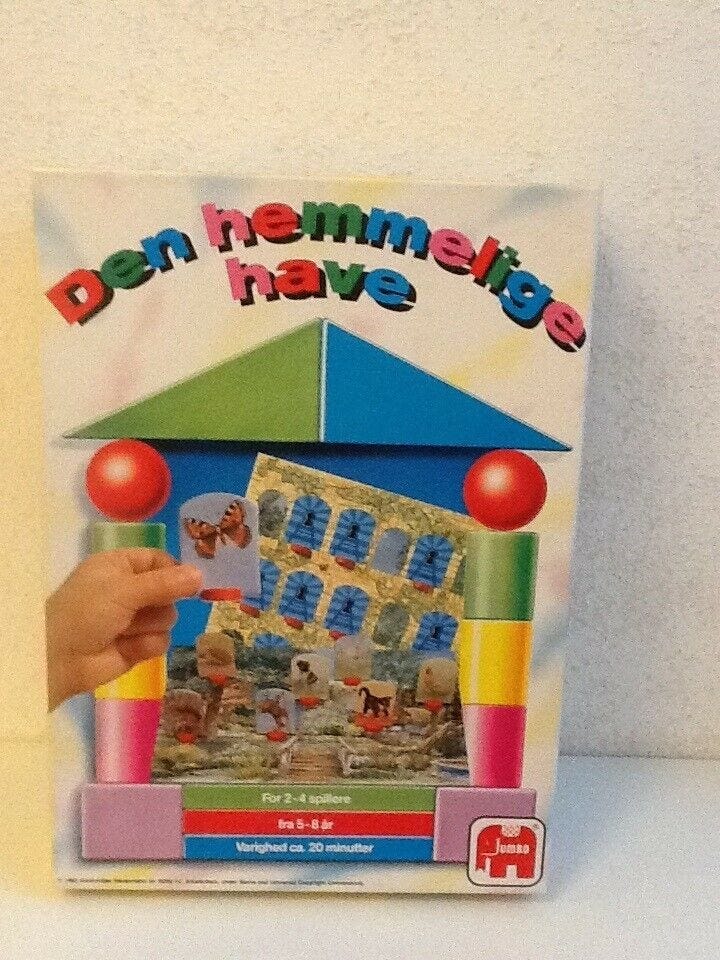 Den hemmelige
have
For 2-4 spillere
fra 5-8 år
Varighed ca. 20 minutter
Jumbo